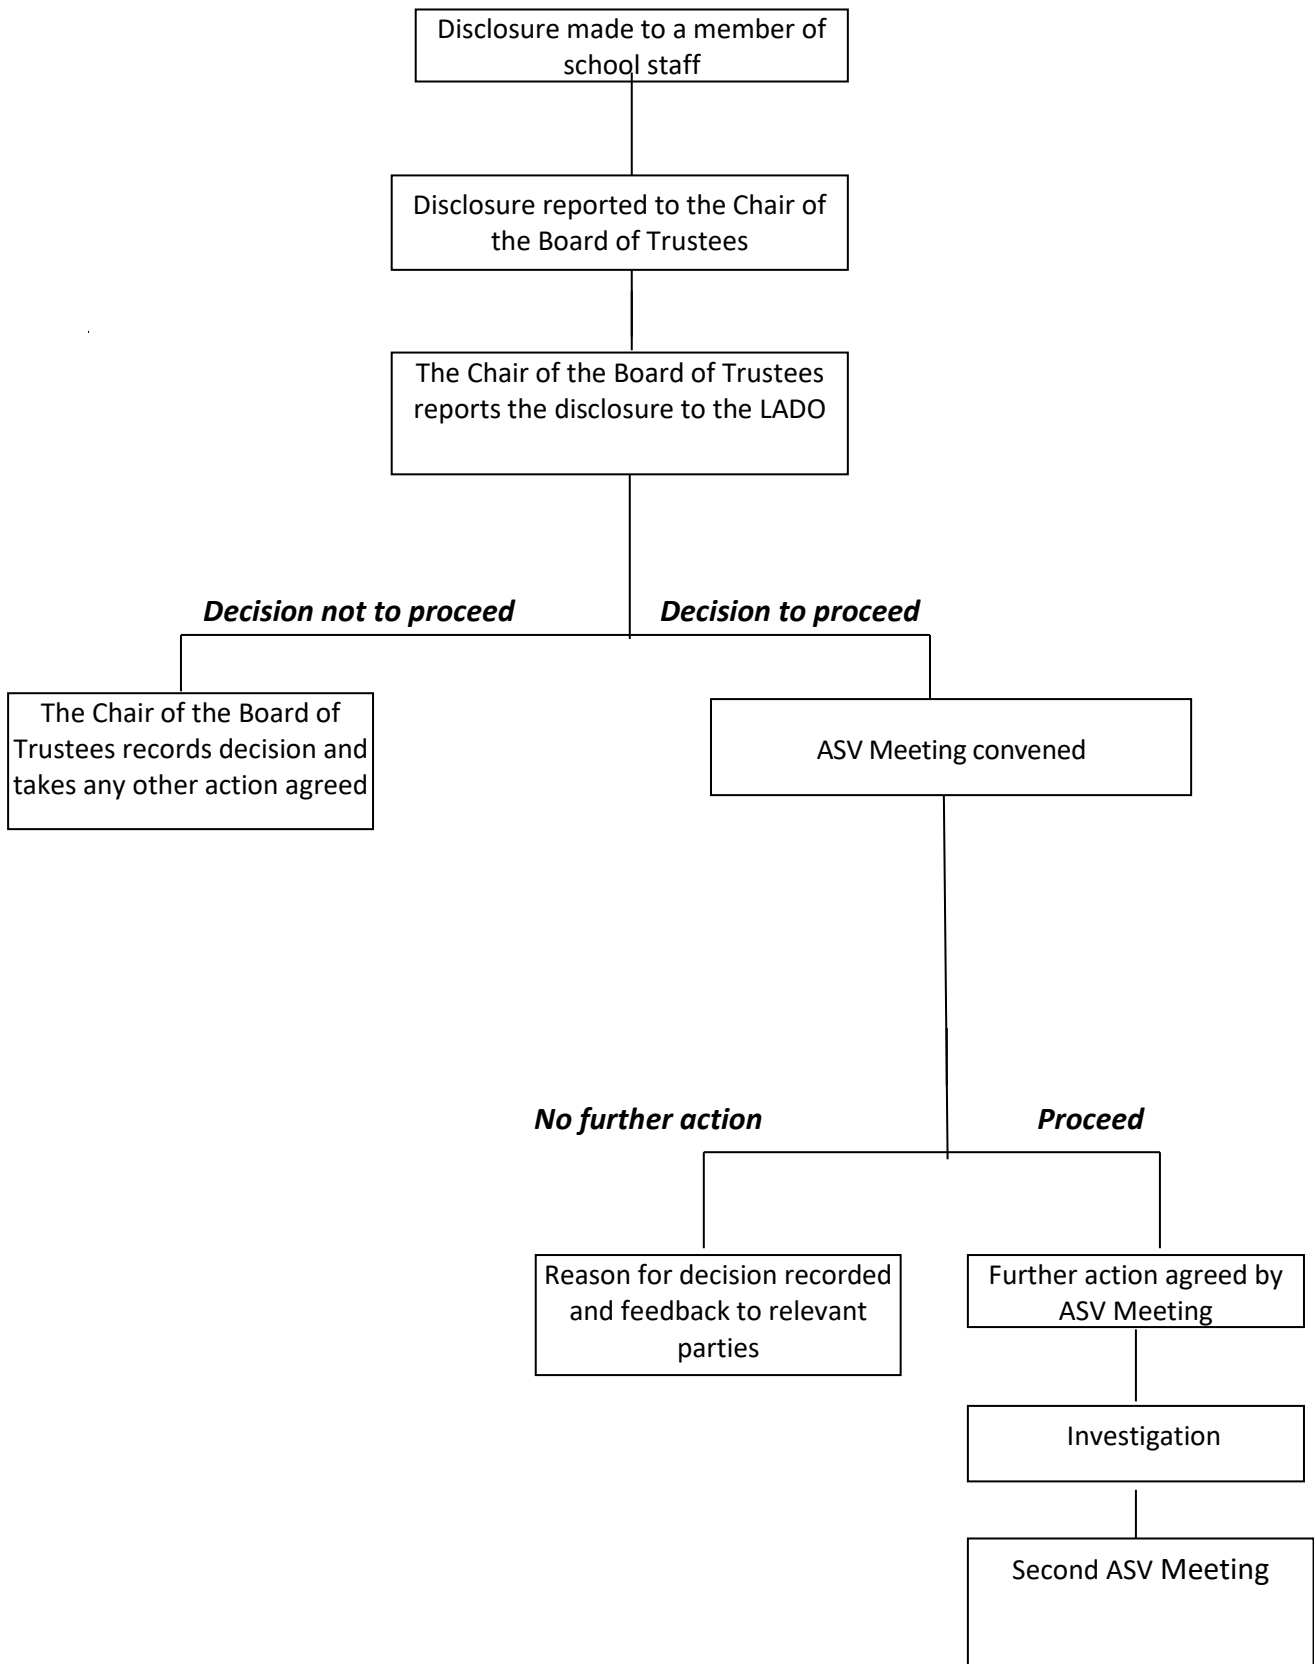 Disclosure made to a member of
school staff
Disclosure reported to the Chair of
the Board of Trustees
The Chair of the Board of Trustees
reports the disclosure to the LADO
Decision not to proceed
Decision to proceed
The Chair of the Board of
Trustees records decision and
takes any other action agreed
ASV Meeting convened
No further action
Proceed
Reason for decision recorded
and feedback to relevant
parties
Further action agreed by
ASV Meeting
Investigation
Second ASV Meeting